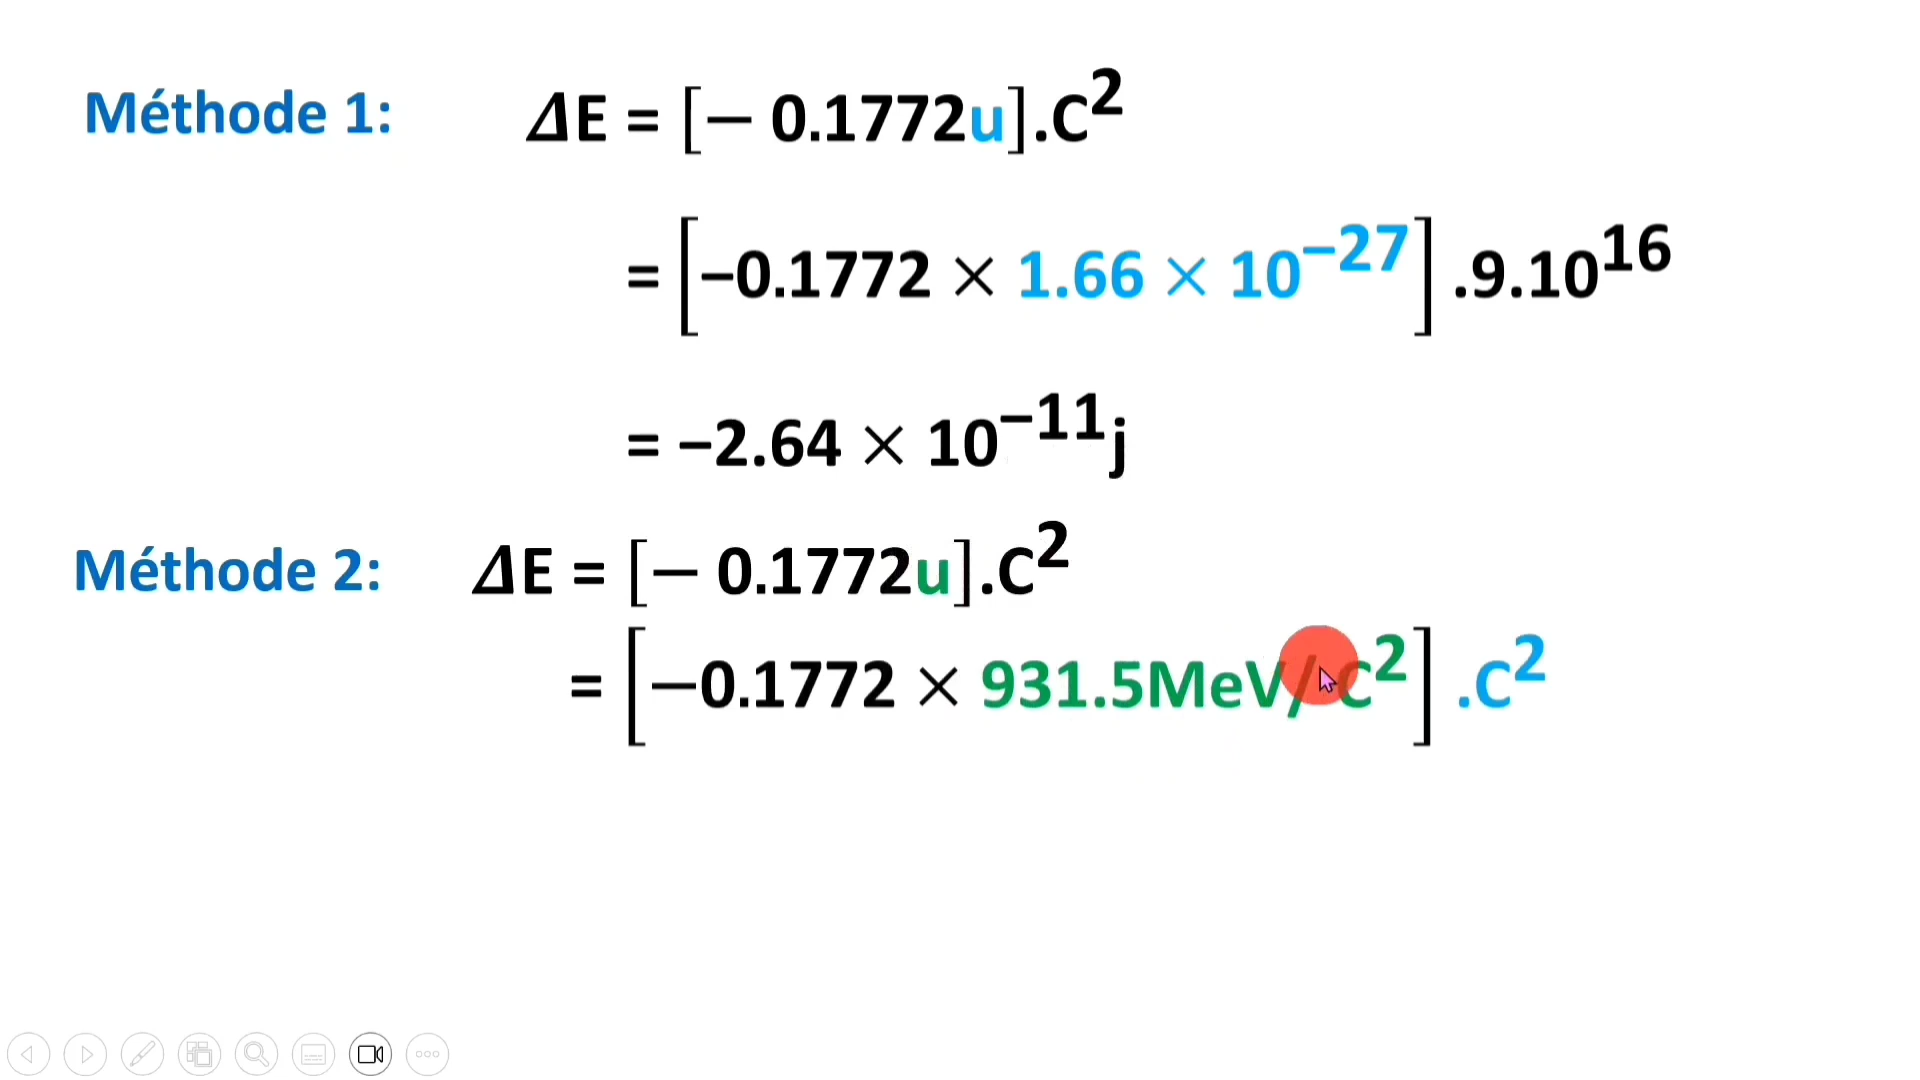 Méthode 1: ΔE = [– 0.1772u].C²
= [–0.1772 × 1.66 × 10⁻²⁷] .9.10¹⁶
= –2.64 × 10⁻¹¹j
Méthode 2: ΔE = [– 0.1772u].C²
= [–0.1772 × 931.5MeV/C²] .C²